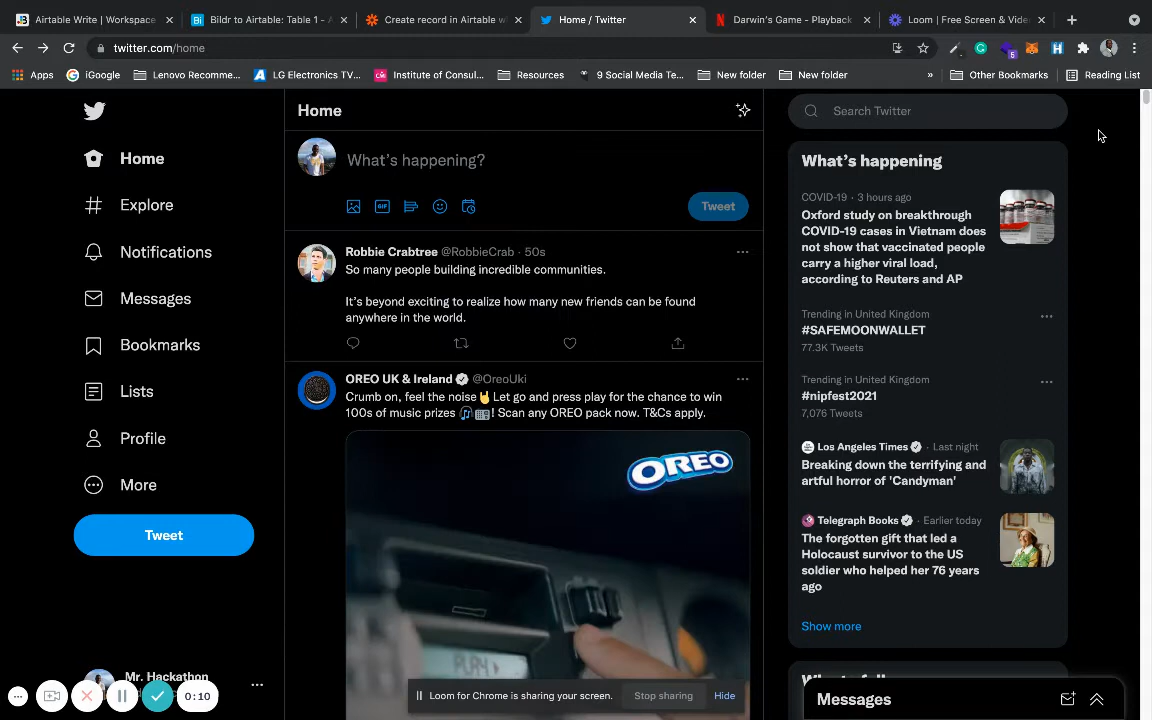 Airtable Write | Workspace
Bildr to Airtable: Table 1 - A
Create record in Airtable w
Home / Twitter
Darwin's Game - Playback
Loom | Free Screen & Vide
twitter.com/home
5
Apps
iGoogle
Lenovo Recomme...
LG Electronics TV...
Institute of Consul...
Resources
9 Social Media Te...
New folder
New folder
»
Other Bookmarks
Reading List
Home
Explore
Notifications
Messages
Bookmarks
Lists
Profile
More
Tweet
Mr. Hackathon
0:10
Home
What's happening?
GIF
Tweet
Robbie Crabtree @RobbieCrab · 50s
So many people building incredible communities.
It's beyond exciting to realize how many new friends can be found
anywhere in the world.
OREO UK & Ireland @OreoUki
Crumb on, feel the noise🤘Let go and press play for the chance to win
100s of music prizes 🎧🎹! Scan any OREO pack now. T&Cs apply.
OREO
PLAY
Loom for Chrome is sharing your screen.
Stop sharing
Hide
Search Twitter
What's happening
COVID-19 · 3 hours ago
Oxford study on breakthrough
COVID-19 cases in Vietnam does
not show that vaccinated people
carry a higher viral load,
according to Reuters and AP
Trending in United Kingdom
#SAFEMOONWALLET
77.3K Tweets
Trending in United Kingdom
#nipfest2021
7,076 Tweets
Los Angeles Times · Last night
Breaking down the terrifying and
artful horror of 'Candyman'
Telegraph Books · Earlier today
The forgotten gift that led a
Holocaust survivor to the US
soldier who helped her 76 years
ago
Show more
Messages